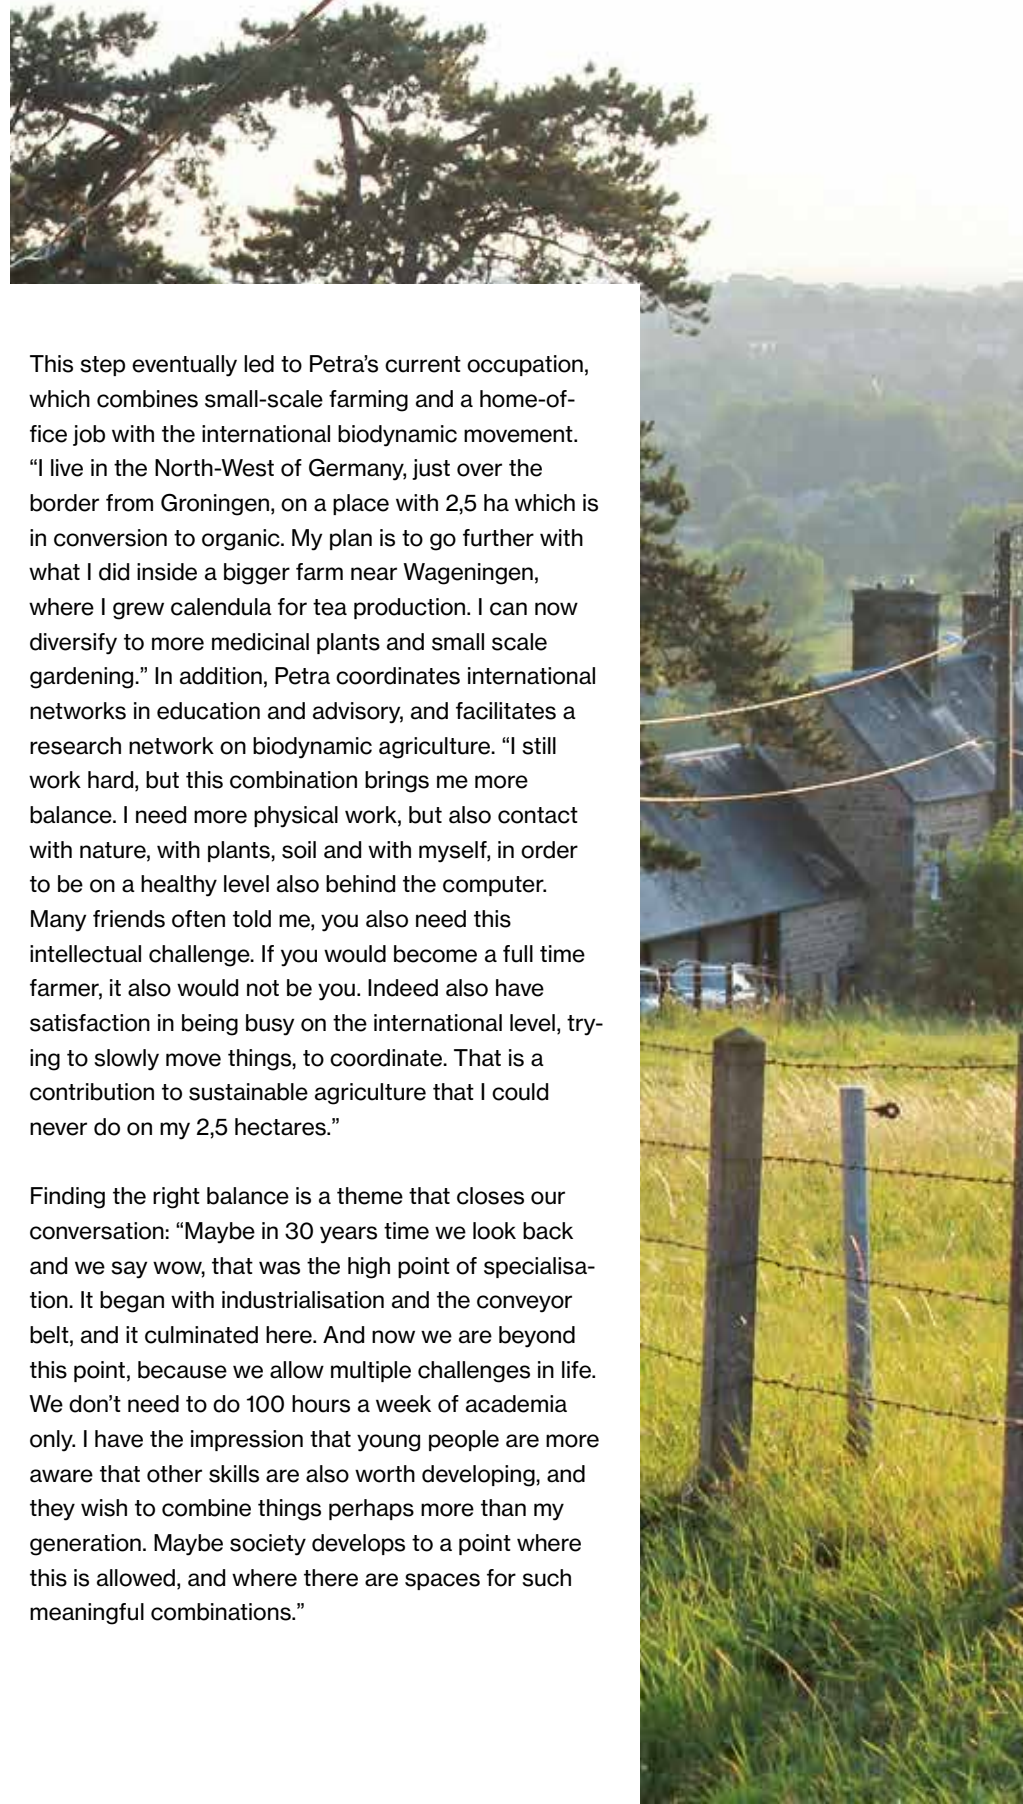 This step eventually led to Petra’s current occupation,
which combines small-scale farming and a home-of-
fice job with the international biodynamic movement.
“I live in the North-West of Germany, just over the
border from Groningen, on a place with 2,5 ha which is
in conversion to organic. My plan is to go further with
what I did inside a bigger farm near Wageningen,
where I grew calendula for tea production. I can now
diversify to more medicinal plants and small scale
gardening.” In addition, Petra coordinates international
networks in education and advisory, and facilitates a
research network on biodynamic agriculture. “I still
work hard, but this combination brings me more
balance. I need more physical work, but also contact
with nature, with plants, soil and with myself, in order
to be on a healthy level also behind the computer.
Many friends often told me, you also need this
intellectual challenge. If you would become a full time
farmer, it also would not be you. Indeed also have
satisfaction in being busy on the international level, try-
ing to slowly move things, to coordinate. That is a
contribution to sustainable agriculture that I could
never do on my 2,5 hectares.”
Finding the right balance is a theme that closes our
conversation: “Maybe in 30 years time we look back
and we say wow, that was the high point of specialisa-
tion. It began with industrialisation and the conveyor
belt, and it culminated here. And now we are beyond
this point, because we allow multiple challenges in life.
We don’t need to do 100 hours a week of academia
only. I have the impression that young people are more
aware that other skills are also worth developing, and
they wish to combine things perhaps more than my
generation. Maybe society develops to a point where
this is allowed, and where there are spaces for such
meaningful combinations.”